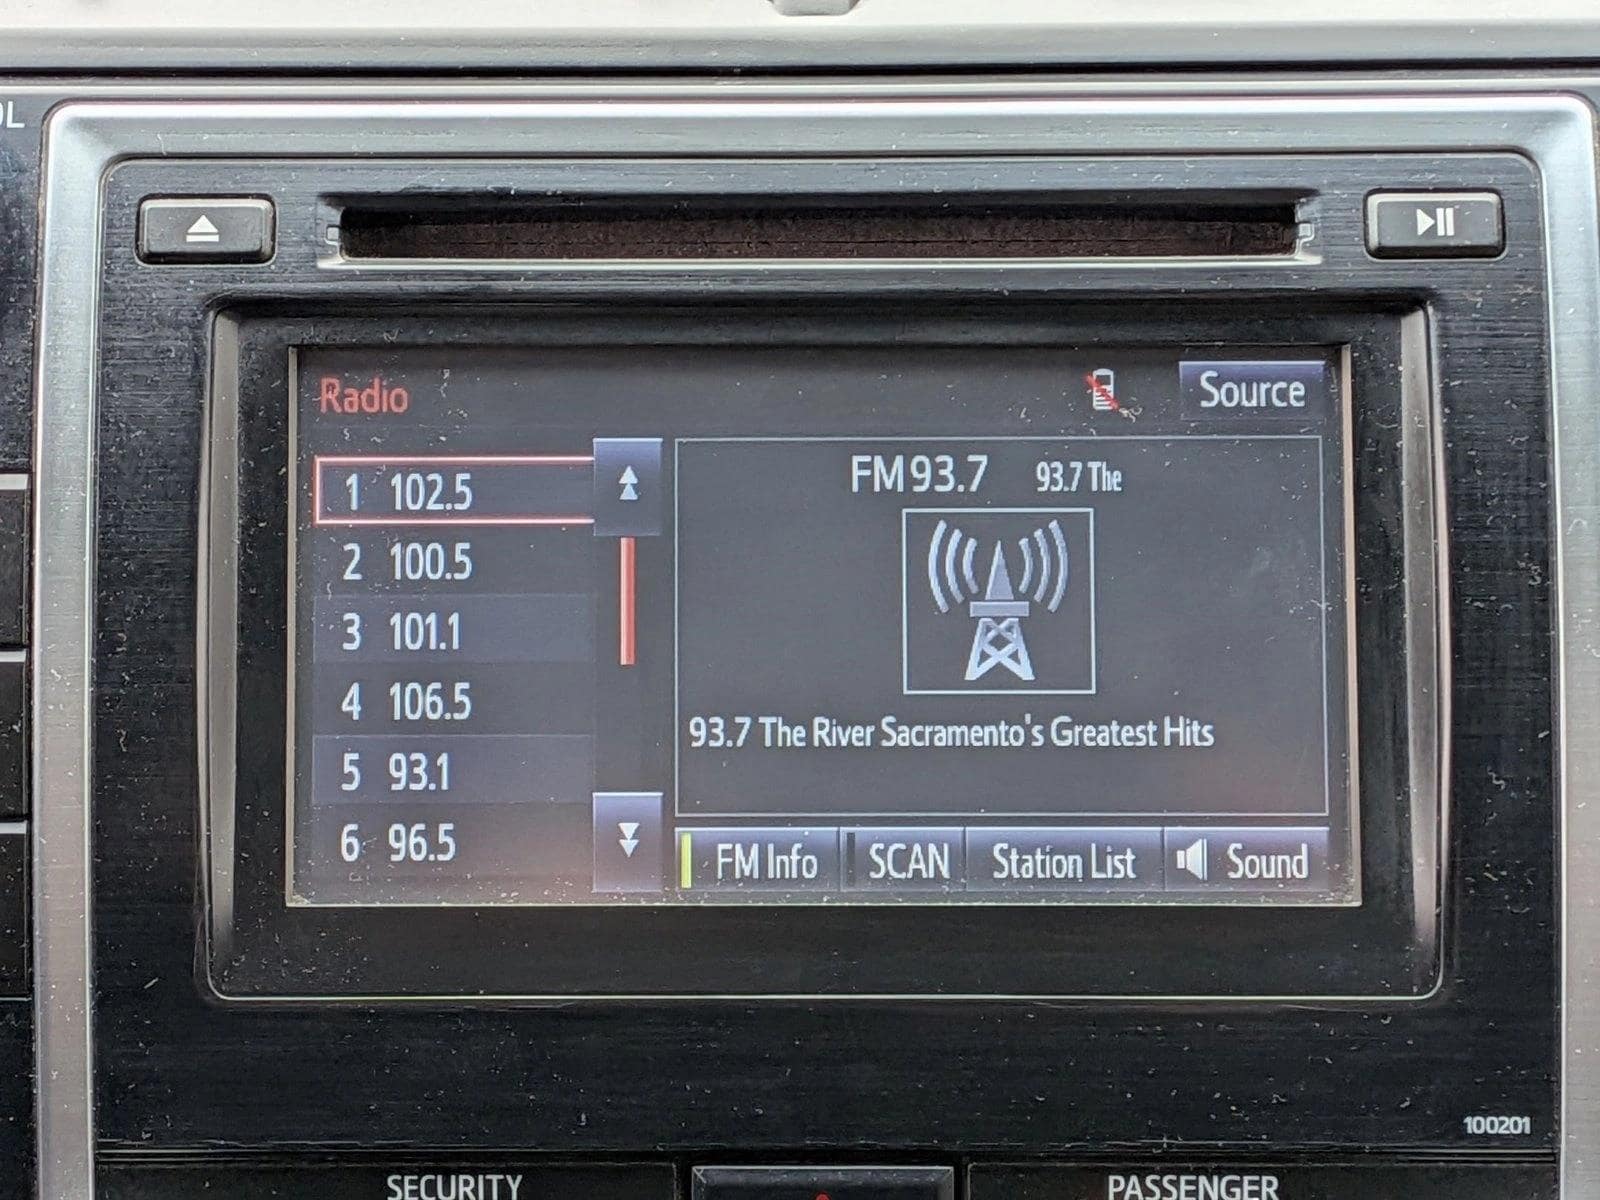 OL
Radio
Source
1 102.5
2 100.5
3 101.1
4 106.5
5 93.1
6 96.5
FM 93.7 93.7 The
93.7 The River Sacramento's Greatest Hits
FM Info SCAN Station List Sound
100201
SECURITY PASSENGER